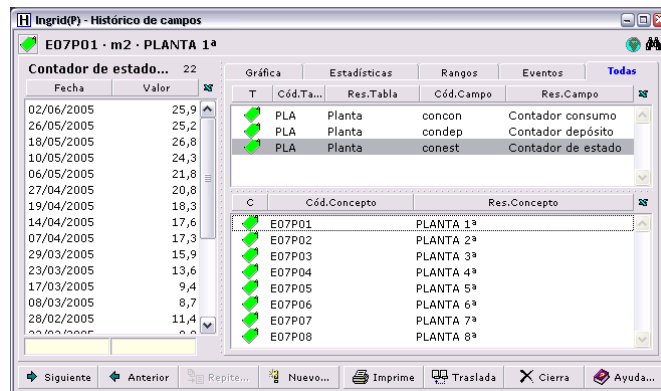 Ingrid(P) - Histórico de campos
E07P01 · m2 · PLANTA 1ª
Contador de estado... 22
Fecha Valor
02/06/2005 25,9
26/05/2005 25,2
18/05/2005 26,8
10/05/2005 24,3
06/05/2005 21,8
27/04/2005 20,8
19/04/2005 18,3
14/04/2005 17,6
07/04/2005 17,3
29/03/2005 15,9
23/03/2005 13,6
17/03/2005 9,4
08/03/2005 8,7
28/02/2005 11,4
Gráfica Estadísticas Rangos Eventos Todas
T Cód.Ta... Res.Tabla Cód.Campo Res.Campo
PLA Planta concon Contador consumo
PLA Planta condep Contador depósito
PLA Planta conest Contador de estado
C Cód.Concepto Res.Concepto
E07P01 PLANTA 1ª
E07P02 PLANTA 2ª
E07P03 PLANTA 3ª
E07P04 PLANTA 4ª
E07P05 PLANTA 5ª
E07P06 PLANTA 6ª
E07P07 PLANTA 7ª
E07P08 PLANTA 8ª
Siguiente Anterior Repite... Nuevo... Imprime Traslada Cierra Ayuda...